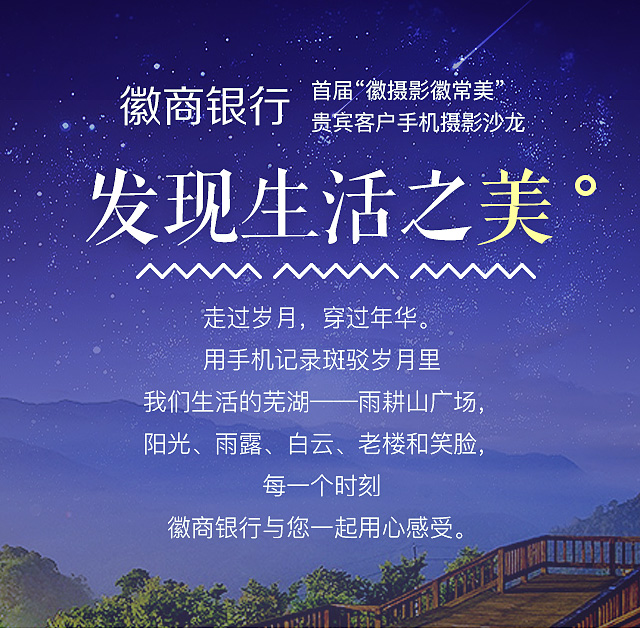 徽商银行
首届“徽摄影徽常美”
贵宾客户手机摄影沙龙
发现生活之美
走过岁月，穿过年华。
用手机记录斑驳岁月里
我们生活的芜湖——雨耕山广场，
阳光、雨露、白云、老楼和笑脸，
每一个时刻
徽商银行与您一起用心感受。